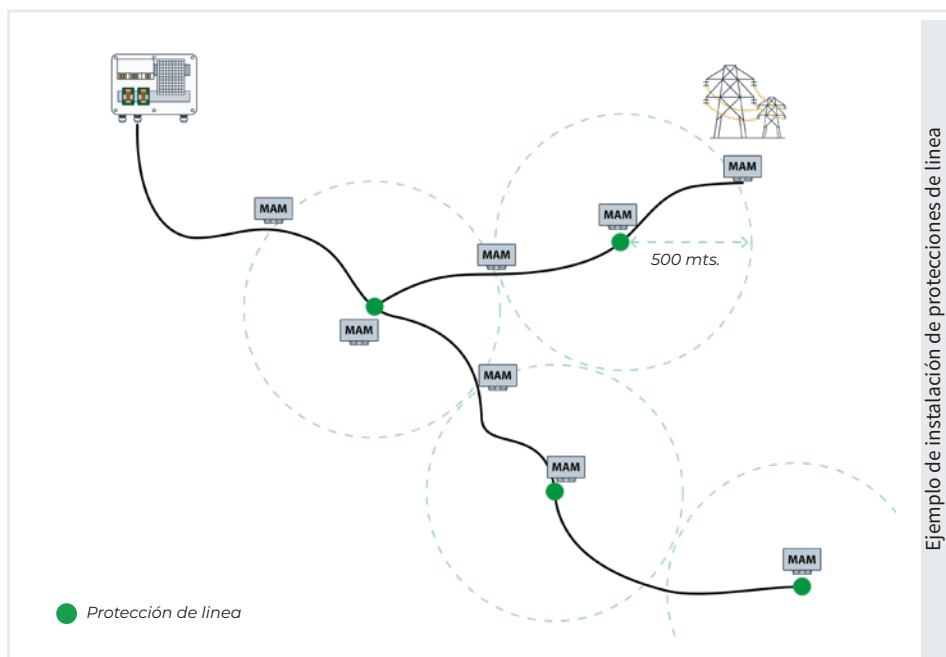 MAM
MAM
MAM
MAM
500 mts.
MAM
MAM
MAM
MAM
Protección de linea
Ejemplo de instalación de protecciones de linea